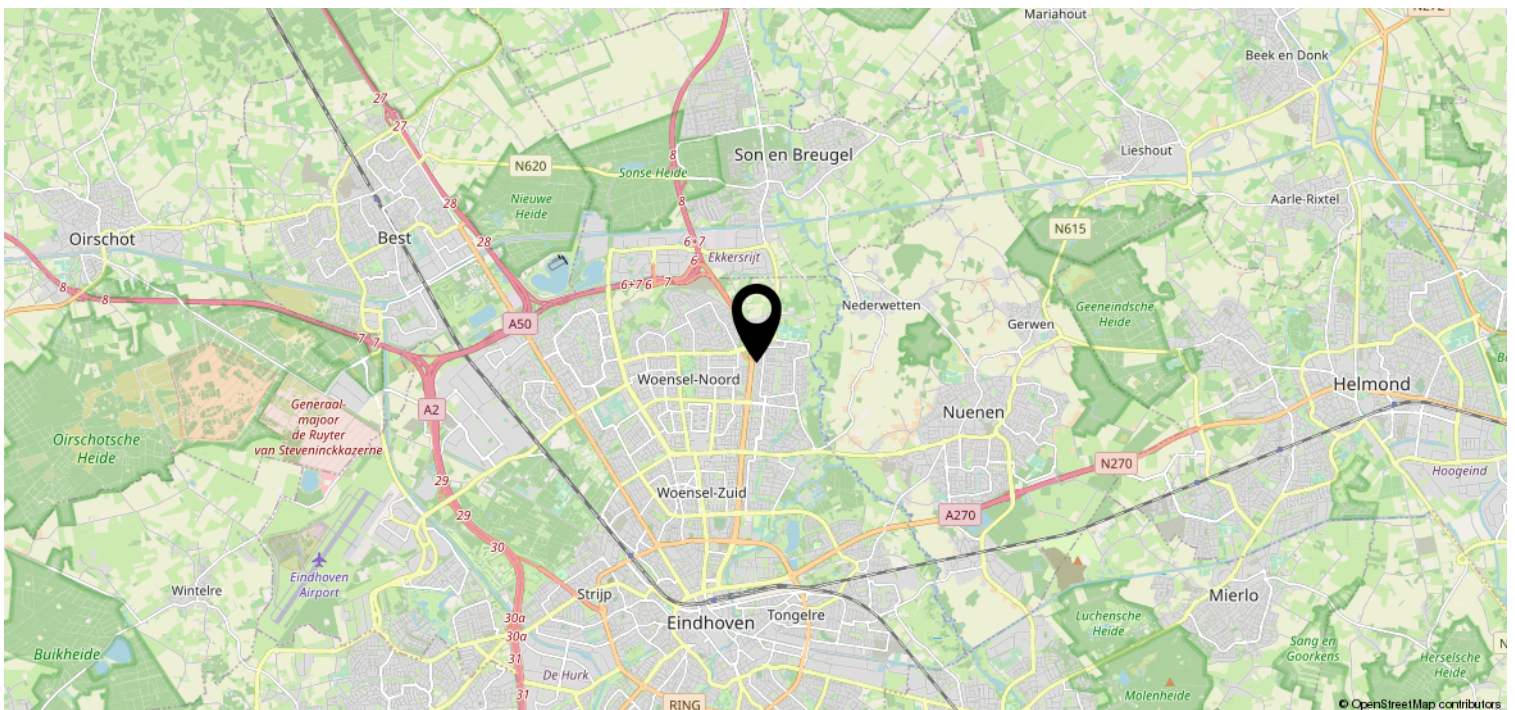 Mariahout
N272
Beek en Donk
27
27
Son en Breugel
8
N620
Lieshout
Sonse Heide
Nieuwe
Heide
28
8
Aarle-Rixtel
Oirschot
Best
28
6+7
N615
Ekkersrijt
6
8
8
6+7
6
7
Nederwetten
Geeneindsche
Heide
A50
Gerwen
7
7
Woensel-Noord
Helmond
A2
Generaal-
majoor
de Ruyter
van Steveninckkazerne
Nuenen
Oirschotsche
Heide
N270
Hoogeind
29
Woensel-Zuid
29
A270
30
Eindhoven
Airport
Wintelre
Strijp
Mierlo
30a
Eindhoven
Tongelre
Luchensche
Heide
30a
Buikheide
31
Sang en
Goorkens
Herselsche
Heide
De Hurk
31
Molenheide
RING
© OpenStreetMap contributors